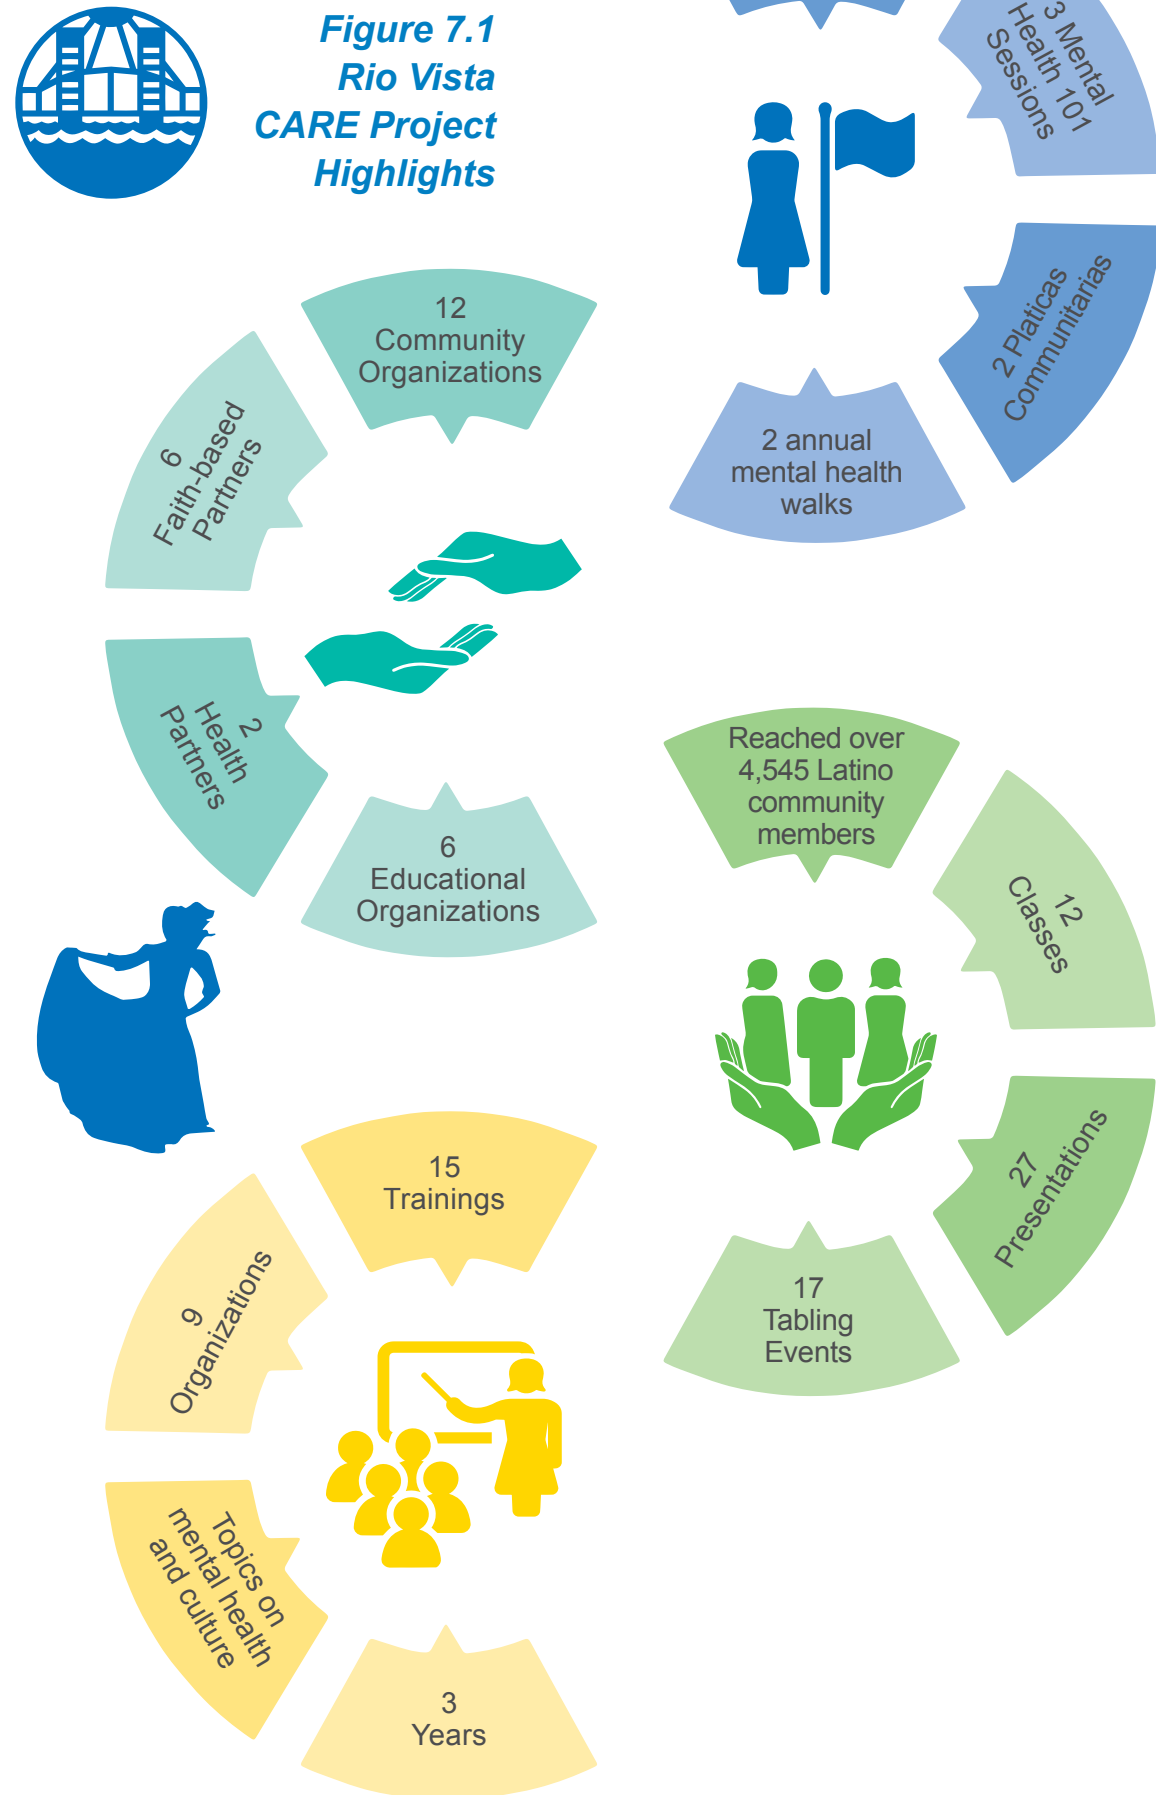 Figure 7.1
Rio Vista
CARE Project
Highlights
3 Mental
Health 101
Sessions
2 Platicas
Communitarias
2 annual
mental health
walks
12
Community
Organizations
6
Faith-based
Partners
2
Health
Partners
6
Educational
Organizations
Reached over
4,545 Latino
community
members
12
Classes
27
Presentations
17
Tabling
Events
15
Trainings
9
Organizations
Topics on
mental health
and culture
3
Years